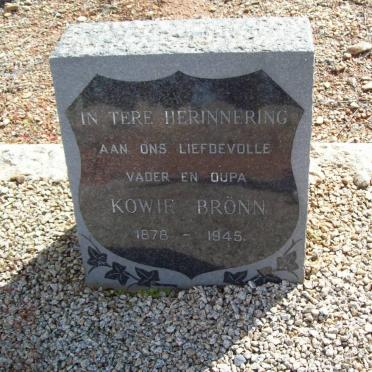 IN TERE HERINNERING
AAN ONS LIEFDEVOLLE
VADER EN OUPA
KOWIE BRÖNN
1878 - 1945.